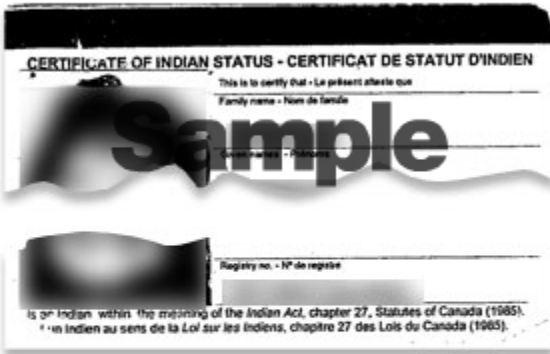 CERTIFICATE OF INDIAN STATUS - CERTIFICAT DE STATUT D'INDIEN
This is to certify that - Le présent atteste que
Family name - Nom de famille
Sample
Given names - Prénoms
Registry no. - Nº de registre
is an Indian within the meaning of the Indian Act, chapter 27, Statutes of Canada (1985).
un Indien au sens de la Loi sur les Indiens, chapitre 27 des Lois du Canada (1985).